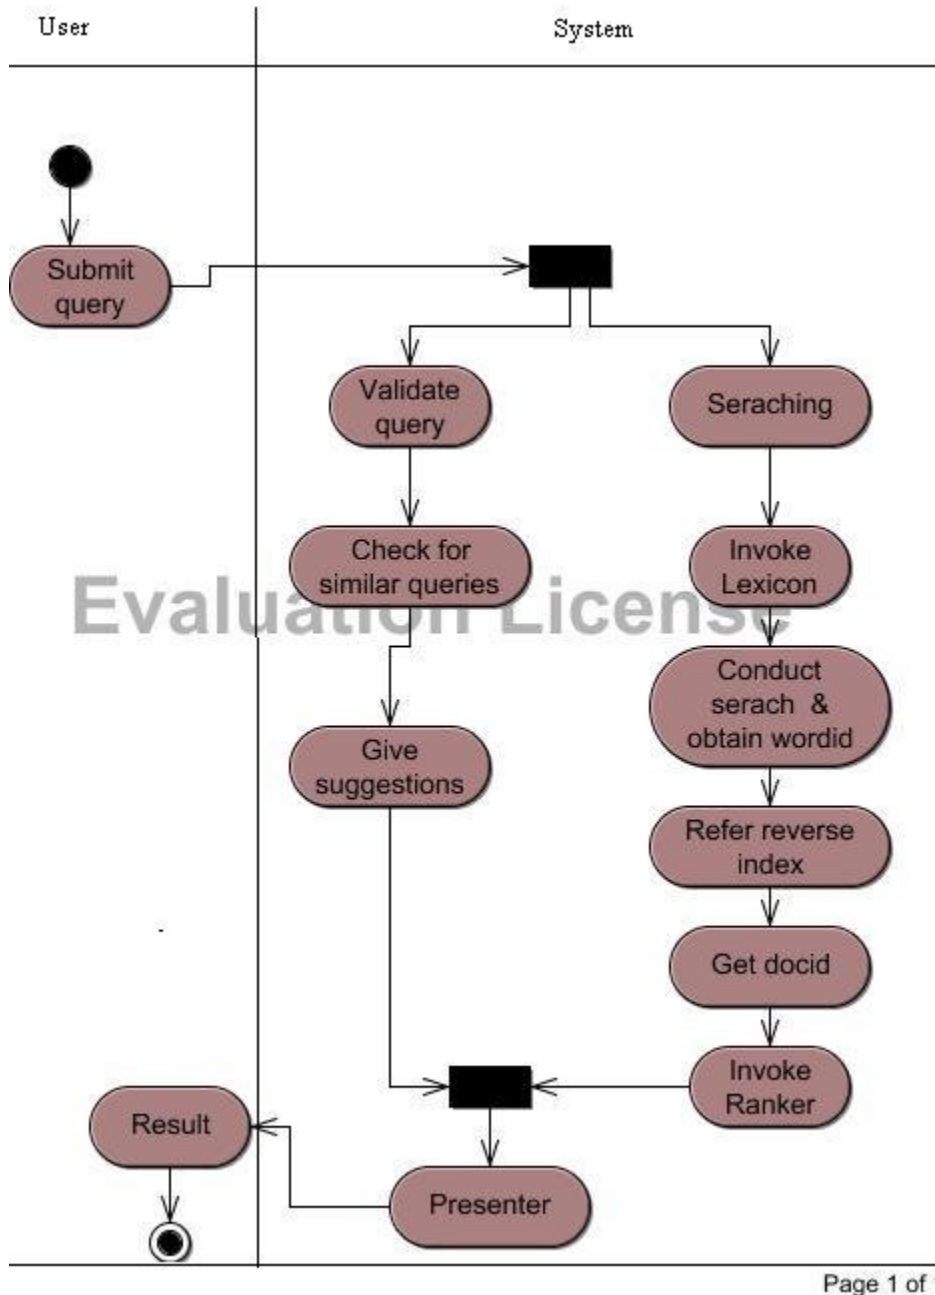 User
System
Submit
query
Validate
query
Seraching
Check for
similar queries
Invoke
Lexicon
Evaluation License
Conduct
serach &
obtain wordid
Give
suggestions
Refer reverse
index
Get docid
Invoke
Ranker
Result
Presenter
Page 1 of